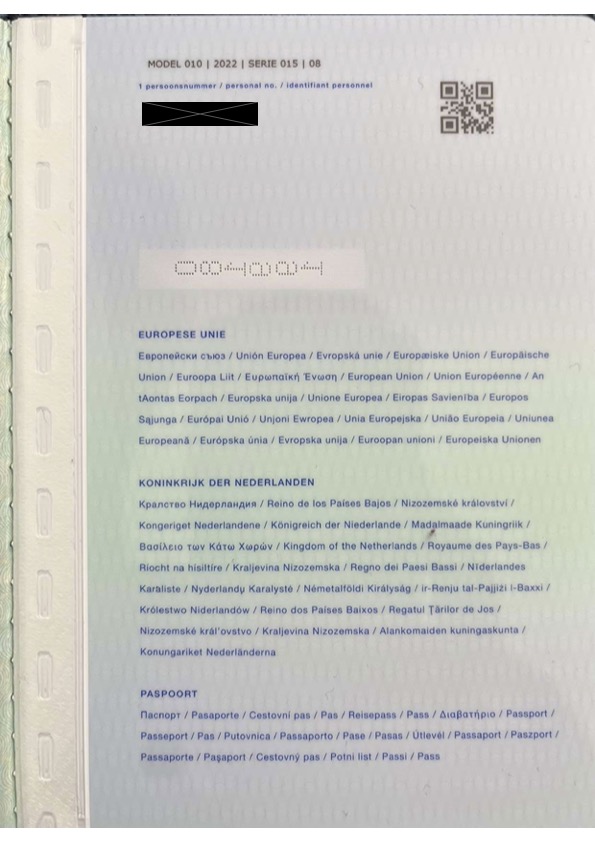 MODEL 010 | 2022 | SERIE 015 | 08
1 persoonsnummer / personal no. / identifiant personnel
EUROPESE UNIE
Европейски съюз / Unión Europea / Evropská unie / Europæiske Union / Europäische
Union / Euroopa Liit / Ευρωπαϊκή Ένωση / European Union / Union Européenne / An
tAontas Eorpach / Europska unija / Unione Europea / Eiropas Savienība / Europos
Sąjunga / Európai Unió / Unjoni Ewropea / Unia Europejska / União Europeia / Uniunea
Europeană / Európska únia / Evropska unija / Euroopan unioni / Europeiska Unionen
KONINKRIJK DER NEDERLANDEN
Кралство Нидерландия / Reino de los Países Bajos / Nizozemské království /
Kongeriget Nederlandene / Königreich der Niederlande / Madalmaade Kuningriik /
Βασίλειο των Κάτω Χωρών / Kingdom of the Netherlands / Royaume des Pays-Bas /
Ríocht na hísiltíre / Kraljevina Nizozemska / Regno dei Paesi Bassi / Nīderlandes
Karaliste / Nyderlandų Karalystė / Németalföldi Királyság / ir-Renju tal-Pajjiżi l-Baxxi /
Królestwo Niderlandów / Reino dos Países Baixos / Regatul Ţărilor de Jos /
Nizozemské kráľovstvo / Kraljevina Nizozemska / Alankomaiden kuningaskunta /
Konungariket Nederländerna
PASPOORT
Паспорт / Pasaporte / Cestovní pas / Pas / Reisepass / Pass / Διαβατήριο / Passport /
Passeport / Pas / Putovnica / Passaporto / Pase / Pasas / Útlevél / Passaport / Paszport /
Passaporte / Paşaport / Cestovný pas / Potni list / Passi / Pass